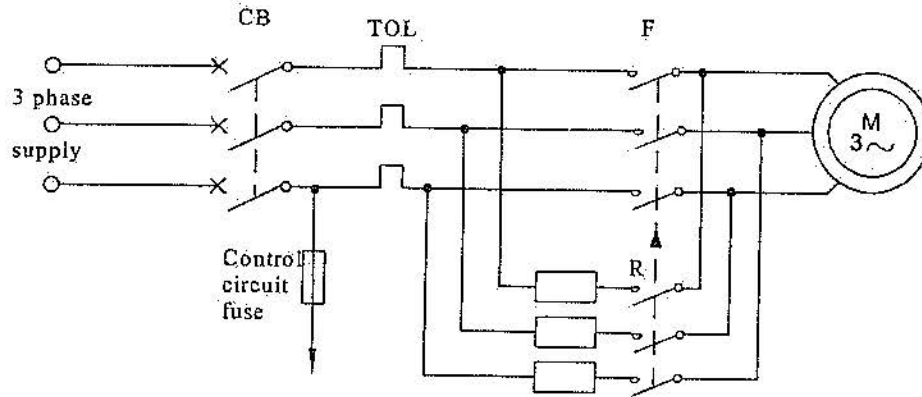 CB
TOL
F
3 phase
supply
M
3~
Control
circuit
fuse
R